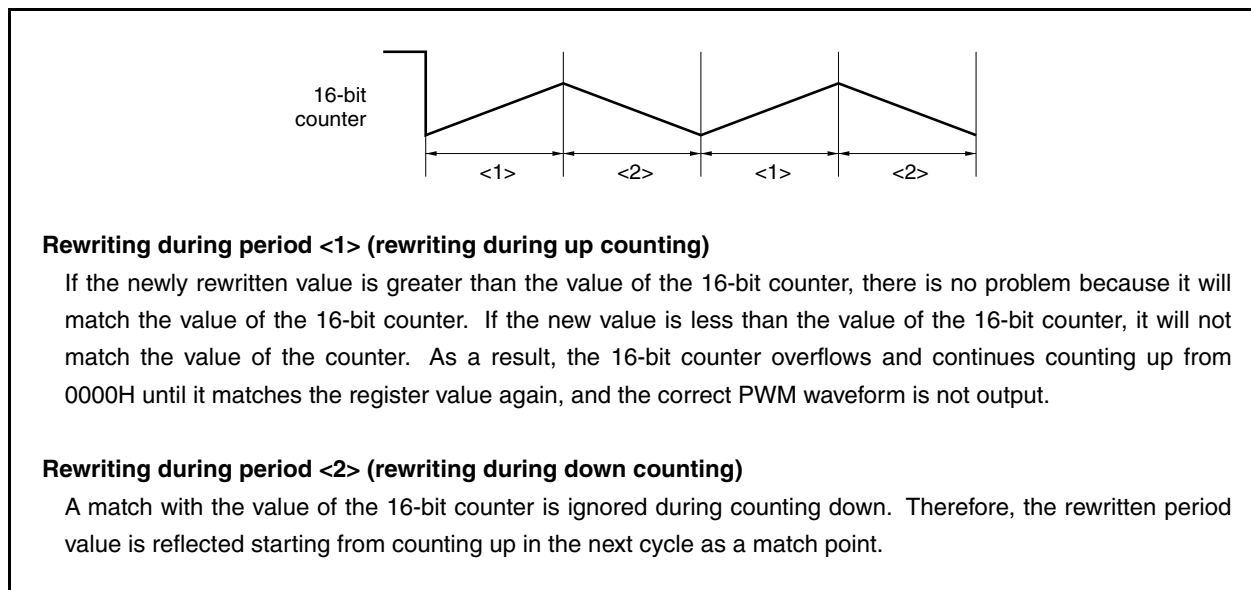 16-bit
counter
<1> <2> <1> <2>
Rewriting during period <1> (rewriting during up counting)
If the newly rewritten value is greater than the value of the 16-bit counter, there is no problem because it will
match the value of the 16-bit counter. If the new value is less than the value of the 16-bit counter, it will not
match the value of the counter. As a result, the 16-bit counter overflows and continues counting up from
0000H until it matches the register value again, and the correct PWM waveform is not output.
Rewriting during period <2> (rewriting during down counting)
A match with the value of the 16-bit counter is ignored during counting down. Therefore, the rewritten period
value is reflected starting from counting up in the next cycle as a match point.